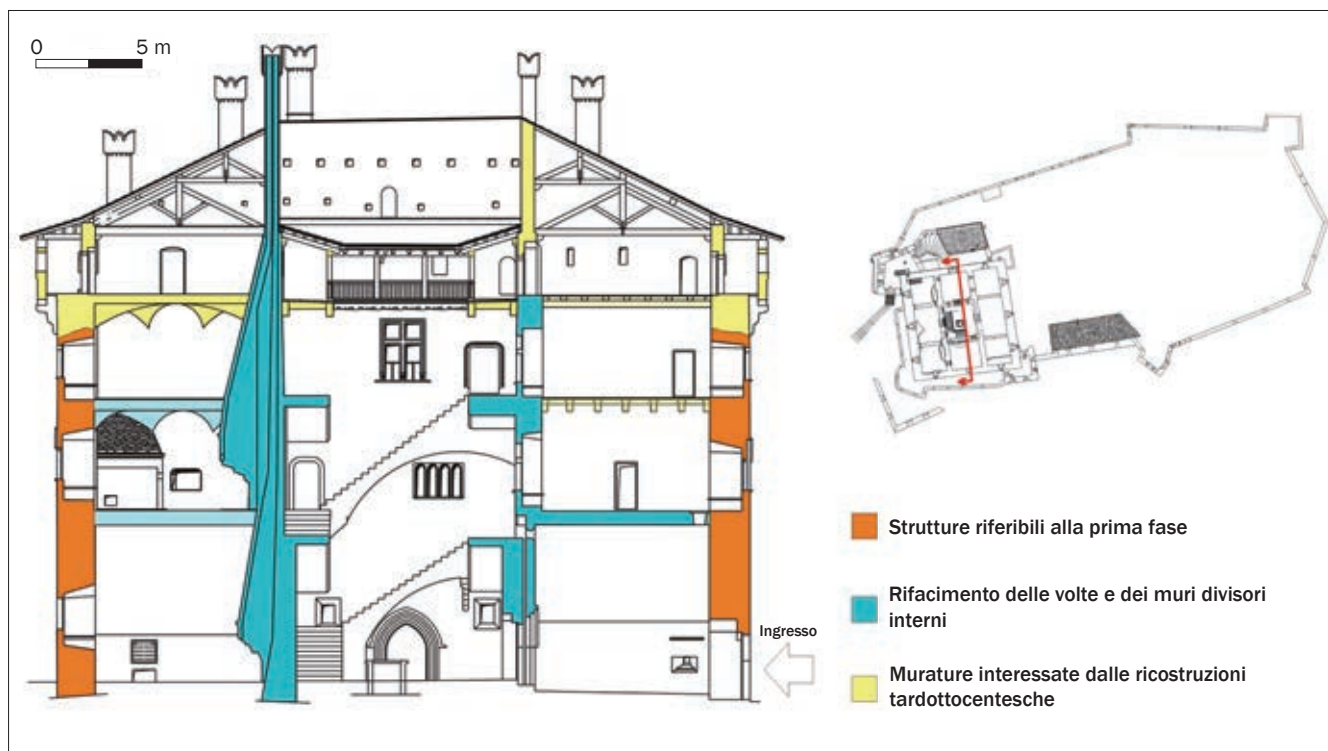 0 5 m
Ingresso
Strutture riferibili alla prima fase
Rifacimento delle volte e dei muri divisori
interni
Murature interessate dalle ricostruzioni
tardottocentesche